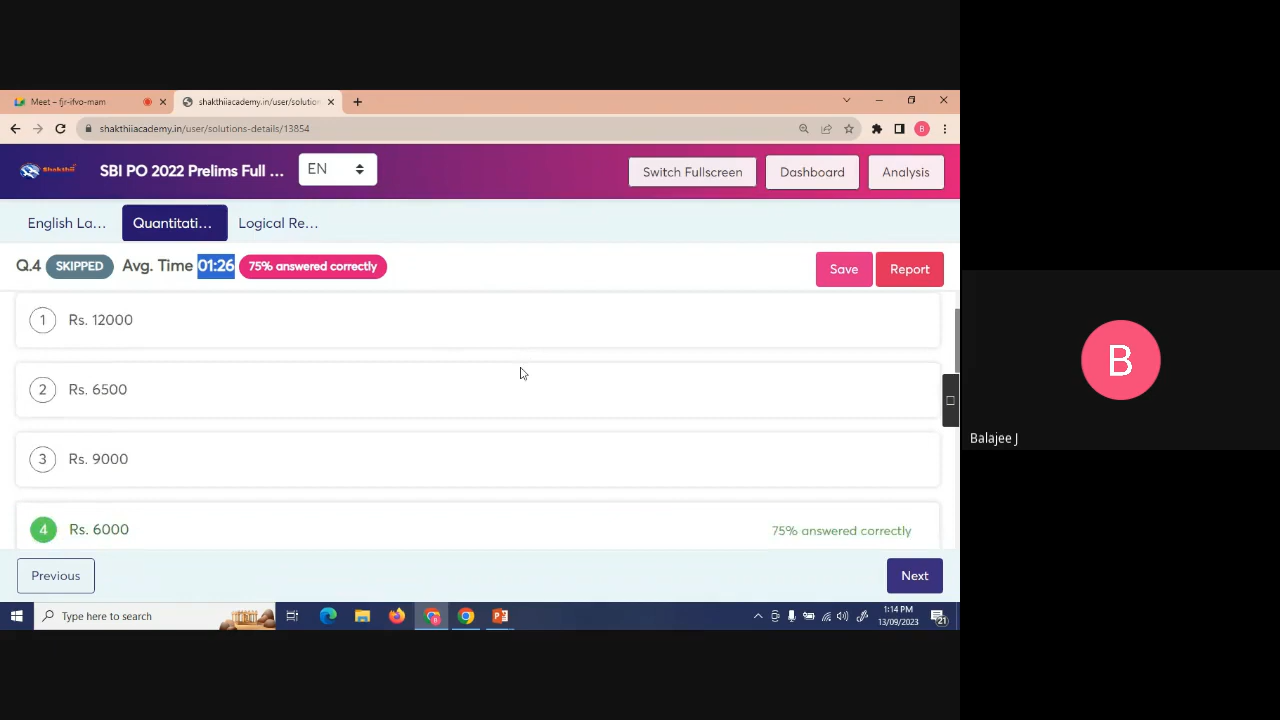 Meet – fjr-ifvo-mam
shakthiiacademy.in/user/solution
shakthiiacademy.in/user/solutions-details/13854
B
Shakthii
SBI PO 2022 Prelims Full ...
EN
Switch Fullscreen
Dashboard
Analysis
English La...
Quantitati...
Logical Re...
Q.4
SKIPPED
Avg. Time 01:26
75% answered correctly
Save
Report
1
Rs. 12000
2
Rs. 6500
3
Rs. 9000
4
Rs. 6000
75% answered correctly
Previous
Next
Type here to search
1:14 PM
13/09/2023
21
B
Balajee J